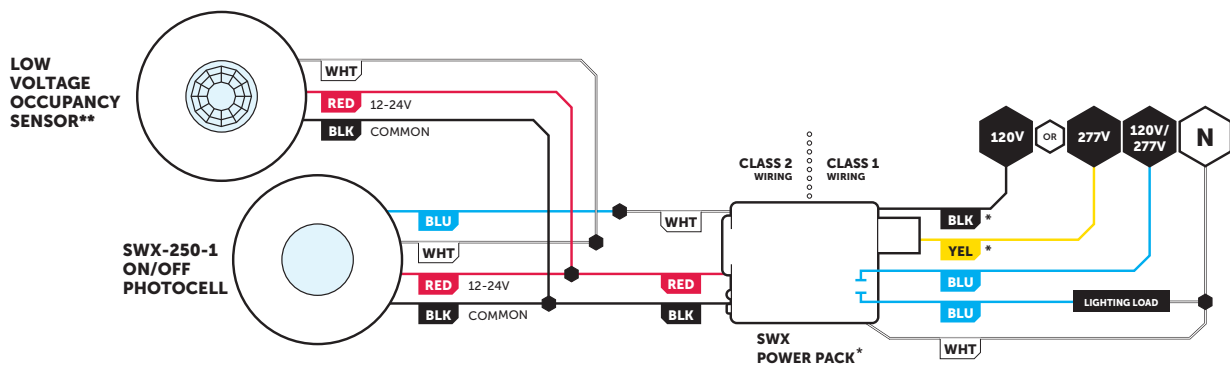 LOW
VOLTAGE
OCCUPANCY
SENSOR**
WHT
RED 12-24V
BLK COMMON
SWX-250-1
ON/OFF
PHOTOCELL
BLU
WHT
RED 12-24V
BLK COMMON
WHT
RED
BLK
CLASS 2
WIRING
CLASS 1
WIRING
SWX
POWER PACK*
120V
OR
277V
120V/
277V
N
BLK *
YEL *
BLU
BLU
LIGHTING LOAD
WHT